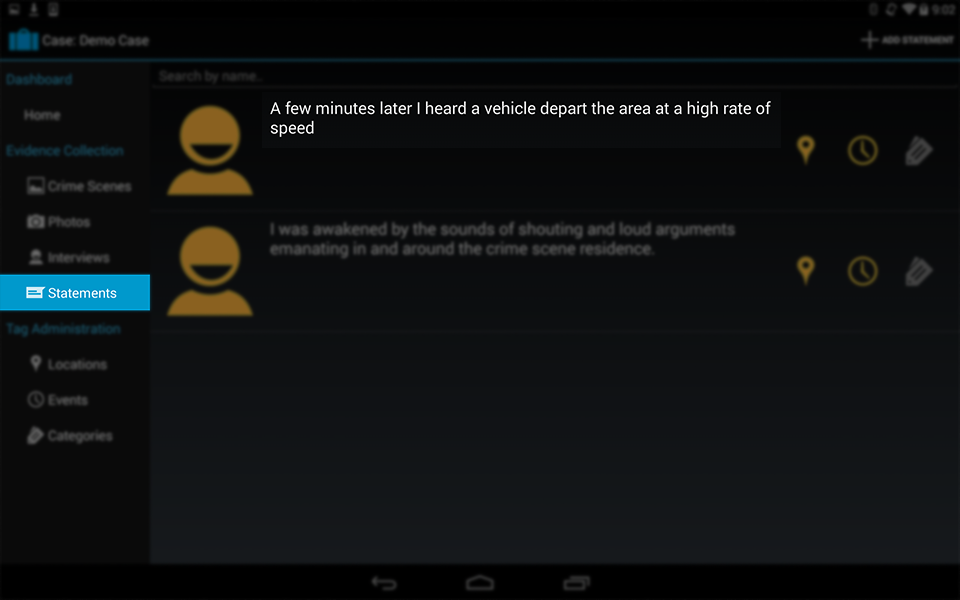 9:02
Case: Demo Case
ADD STATEMENT
Dashboard
Home
Evidence Collection
Crime Scenes
Photos
Interviews
Statements
Tag Administration
Locations
Events
Categories
Search by name..
A few minutes later I heard a vehicle depart the area at a high rate of
speed
I was awakened by the sounds of shouting and loud arguments
emanating in and around the crime scene residence.